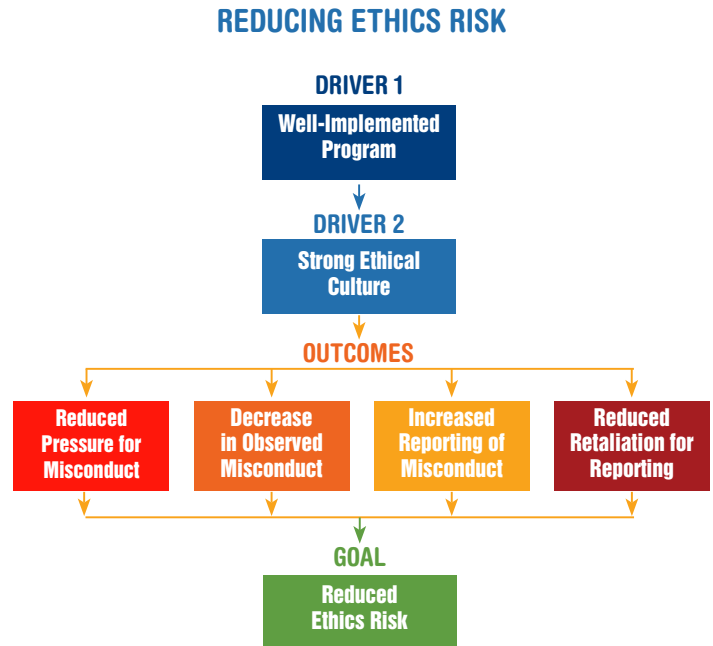 REDUCING ETHICS RISK
DRIVER 1
Well-Implemented
Program
DRIVER 2
Strong Ethical
Culture
OUTCOMES
Reduced
Pressure for
Misconduct
Decrease
in Observed
Misconduct
Increased
Reporting of
Misconduct
Reduced
Retaliation for
Reporting
GOAL
Reduced
Ethics Risk